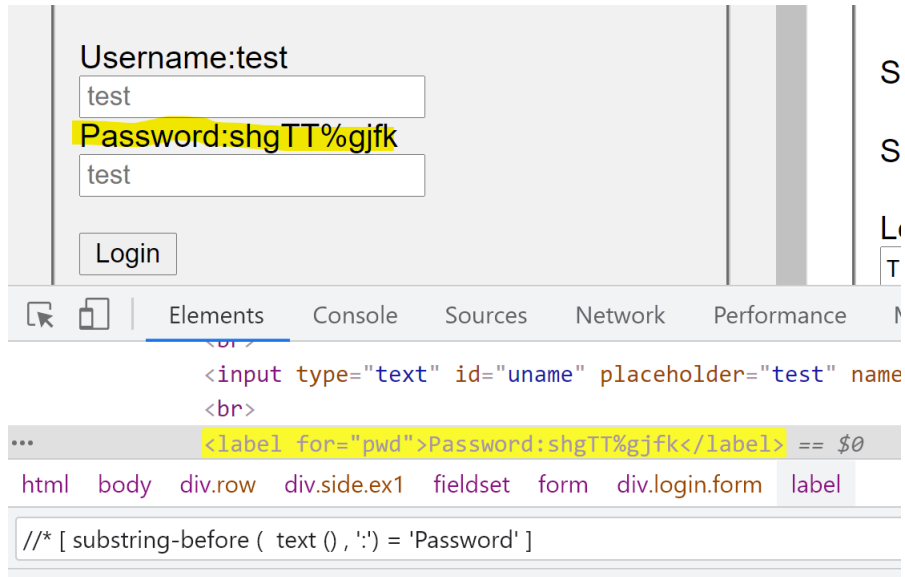 Username:test
test
Password:shgTT%gjfk
test
Login
S
S
T
Elements Console Sources Network Performance
<input type="text" id="uname" placeholder="test" name
<br>
••• <label for="pwd">Password:shgTT%gjfk</label> == $0
html body div.row div.side.ex1 fieldset form div.login.form label
//* [ substring-before ( text () , ':') = 'Password' ]